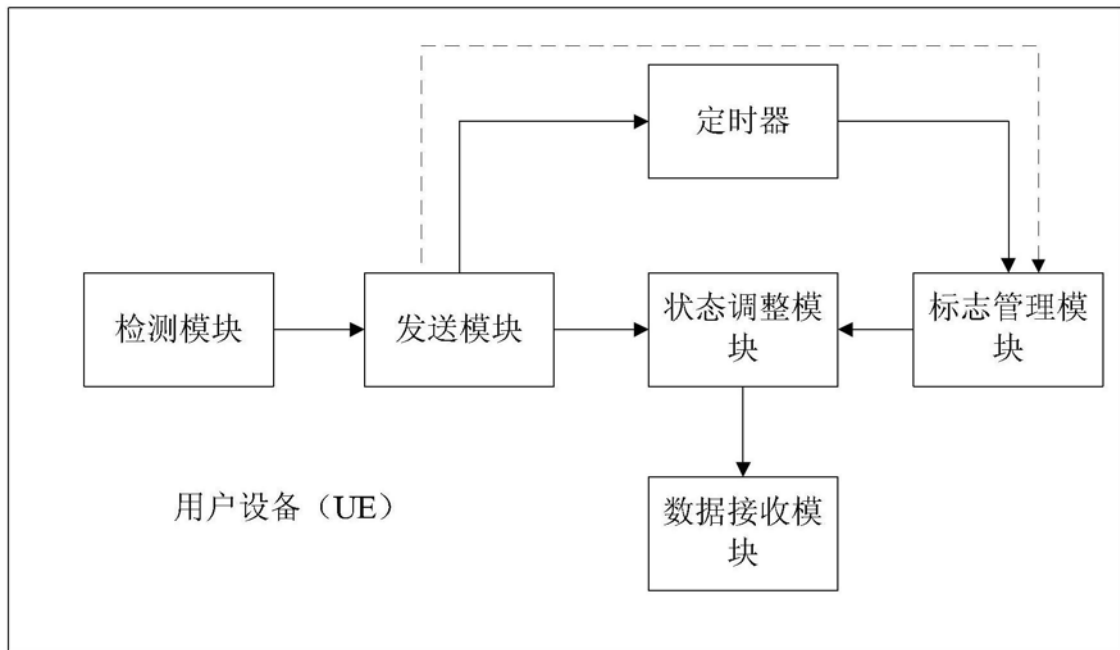 定时器
检测模块
发送模块
状态调整模
块
标志管理模
块
用户设备（UE）
数据接收模
块